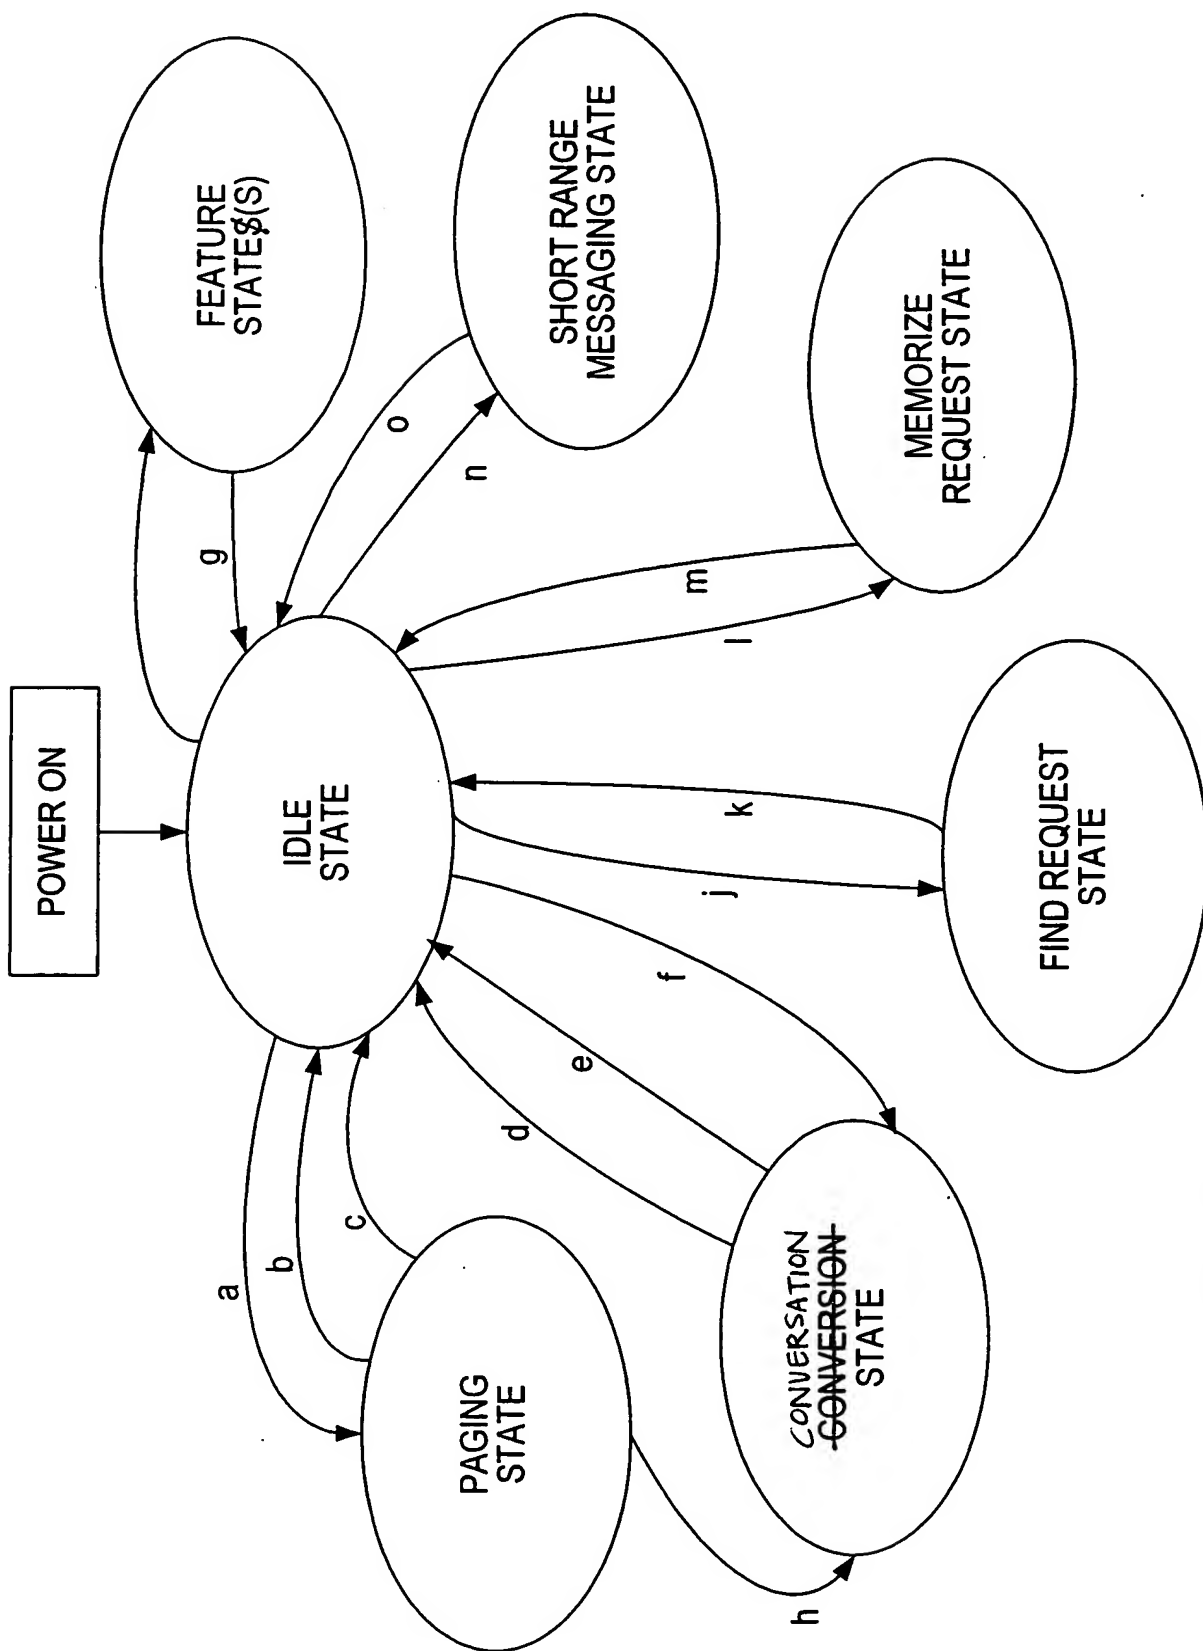 POWER ON
IDLE
STATE
FEATURE
STATES(S)
SHORT RANGE
MESSAGING STATE
MEMORIZE
REQUEST STATE
FIND REQUEST
STATE
CONVERSATION
CONVERSION
STATE
PAGING
STATE
a
b
c
d
e
f
g
h
j
k
l
m
n
o